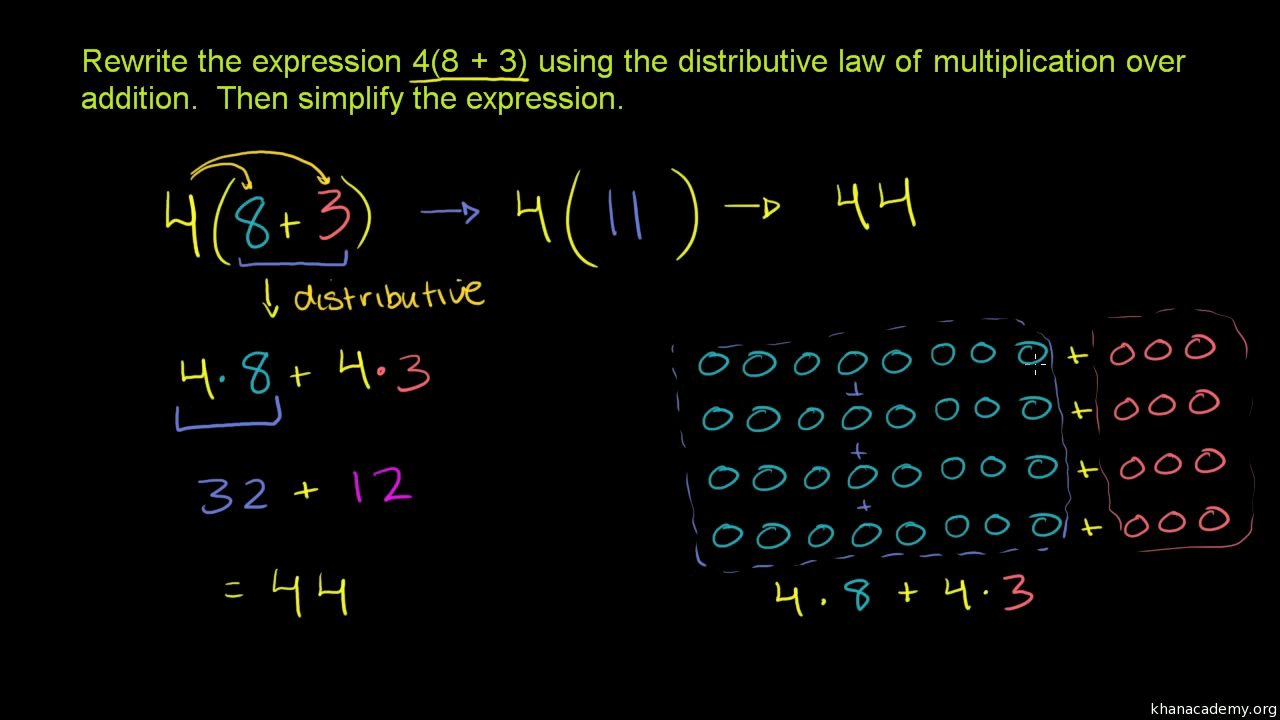 Rewrite the expression 4(8 + 3) using the distributive law of multiplication over
addition. Then simplify the expression.
4(8 + 3) → 4(11) → 44
↓ distributive
4 · 8 + 4 · 3
32 + 12
= 44
+
+
+
+
+
+
+
4 · 8 + 4 · 3
khanacademy.org